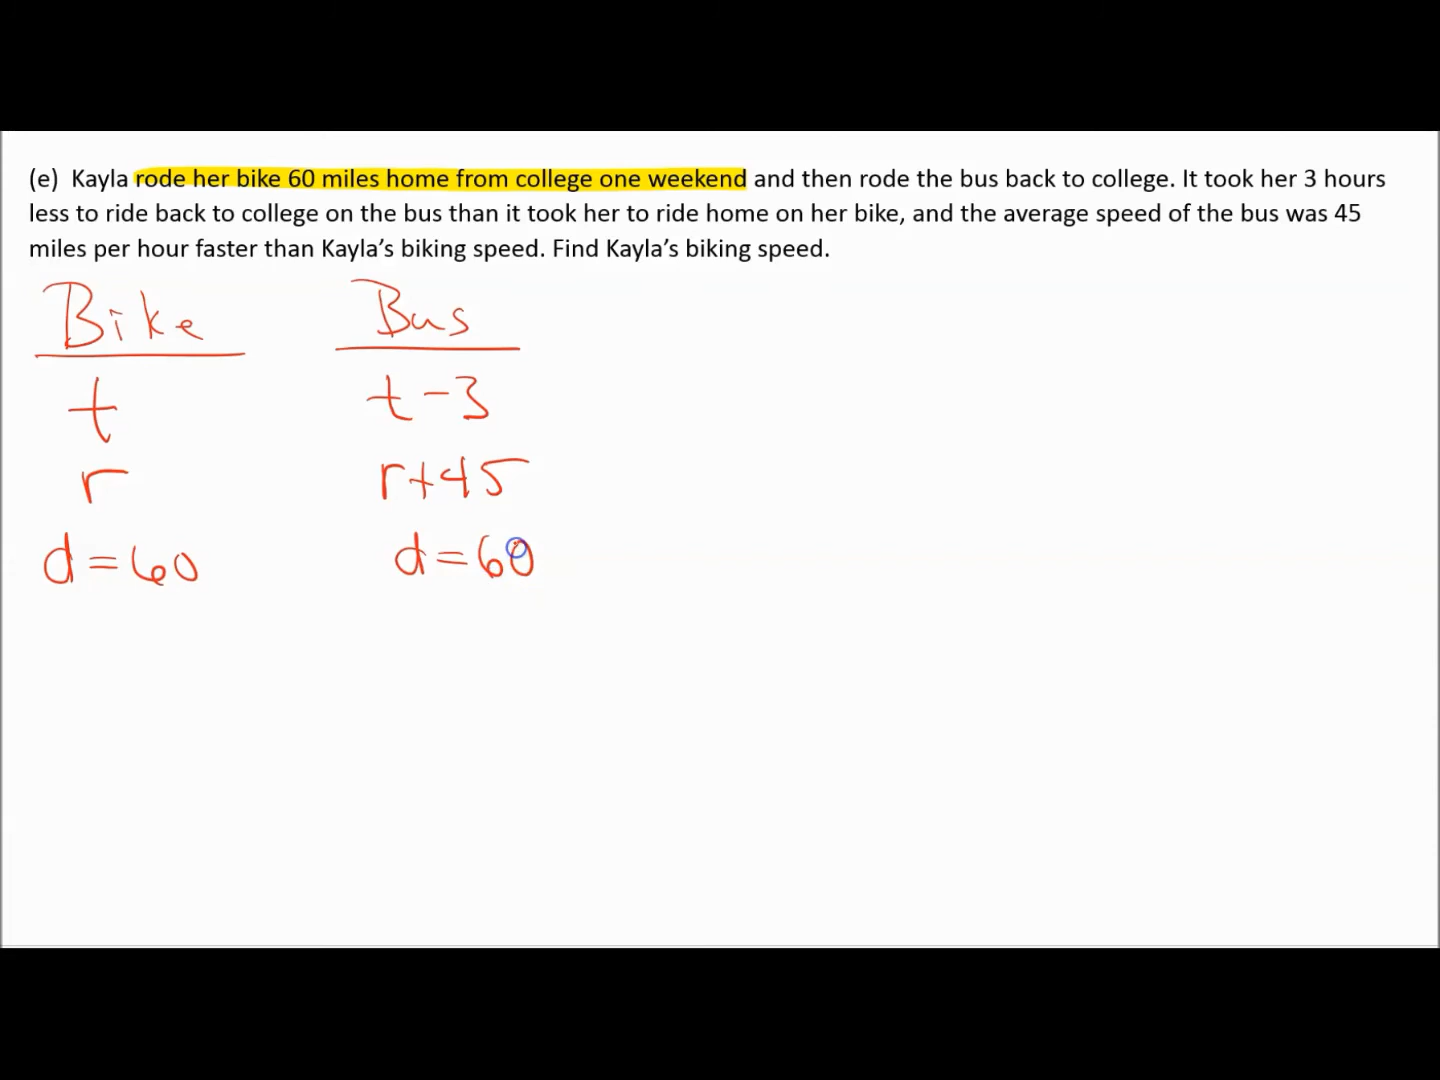 (e) Kayla rode her bike 60 miles home from college one weekend and then rode the bus back to college. It took her 3 hours
less to ride back to college on the bus than it took her to ride home on her bike, and the average speed of the bus was 45
miles per hour faster than Kayla’s biking speed. Find Kayla’s biking speed.
Bike Bus
t t-3
r r+45
d=60 d=60